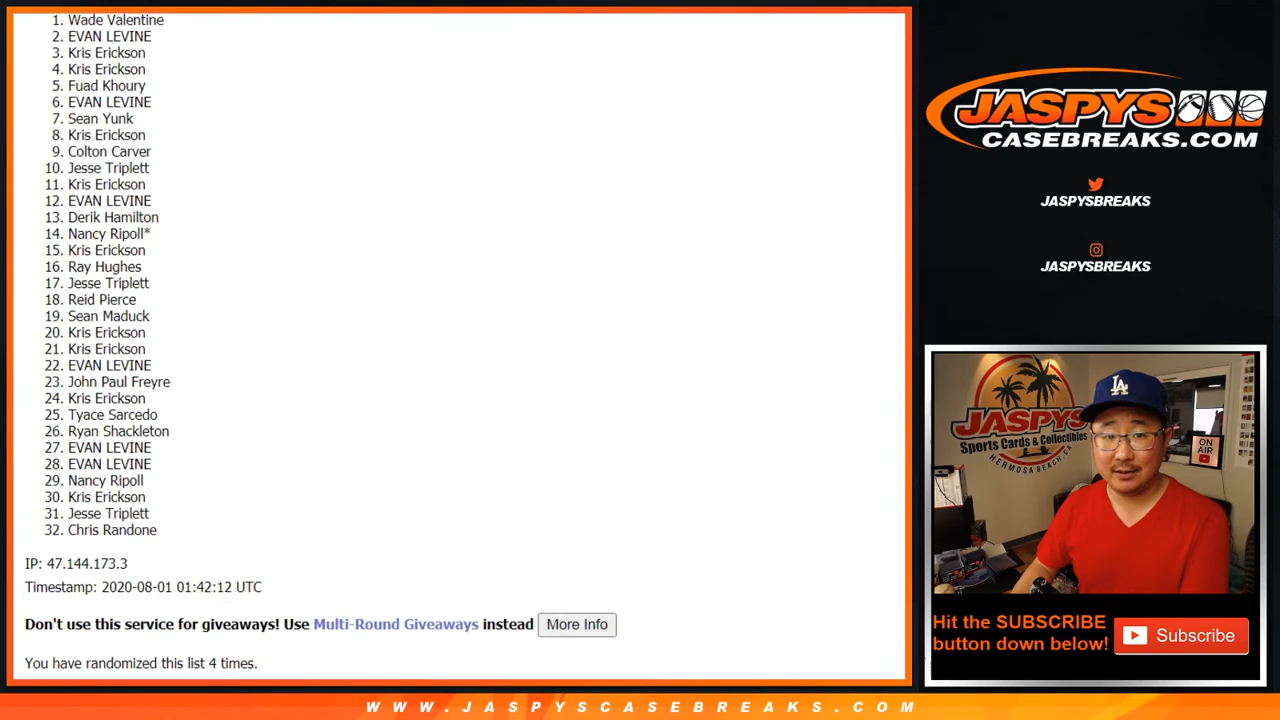 1. Wade Valentine
2. EVAN LEVINE
3. Kris Erickson
4. Kris Erickson
5. Fuad Khoury
6. EVAN LEVINE
7. Sean Yunk
8. Kris Erickson
9. Colton Carver
10. Jesse Triplett
11. Kris Erickson
12. EVAN LEVINE
13. Derik Hamilton
14. Nancy Ripoll*
15. Kris Erickson
16. Ray Hughes
17. Jesse Triplett
18. Reid Pierce
19. Sean Maduck
20. Kris Erickson
21. Kris Erickson
22. EVAN LEVINE
23. John Paul Freyre
24. Kris Erickson
25. Tyace Sarcedo
26. Ryan Shackleton
27. EVAN LEVINE
28. EVAN LEVINE
29. Nancy Ripoll
30. Kris Erickson
31. Jesse Triplett
32. Chris Randone
IP: 47.144.173.3
Timestamp: 2020-08-01 01:42:12 UTC
Don't use this service for giveaways! Use Multi-Round Giveaways instead More Info
You have randomized this list 4 times.
JASPYS
CASEBREAKS.COM
JASPYSBREAKS
JASPYSBREAKS
JASPYS
Sports Cards & Collectibles
HERMOSA BEACH, CA
LA
ON
AIR
Hit the SUBSCRIBE
button down below!
Subscribe
WWW.JASPYSCASEBREAKS.COM